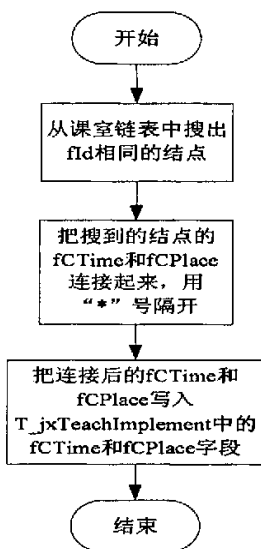 开始
从课室链表中搜出
fId相同的结点
把搜到的结点的
fCTime和fCPlace
连接起来，用
“*”号隔开
把连接后的fCTime和
fCPlace写入
T_jxTeachImplement中的
fCTime和fCPlace字段
结束